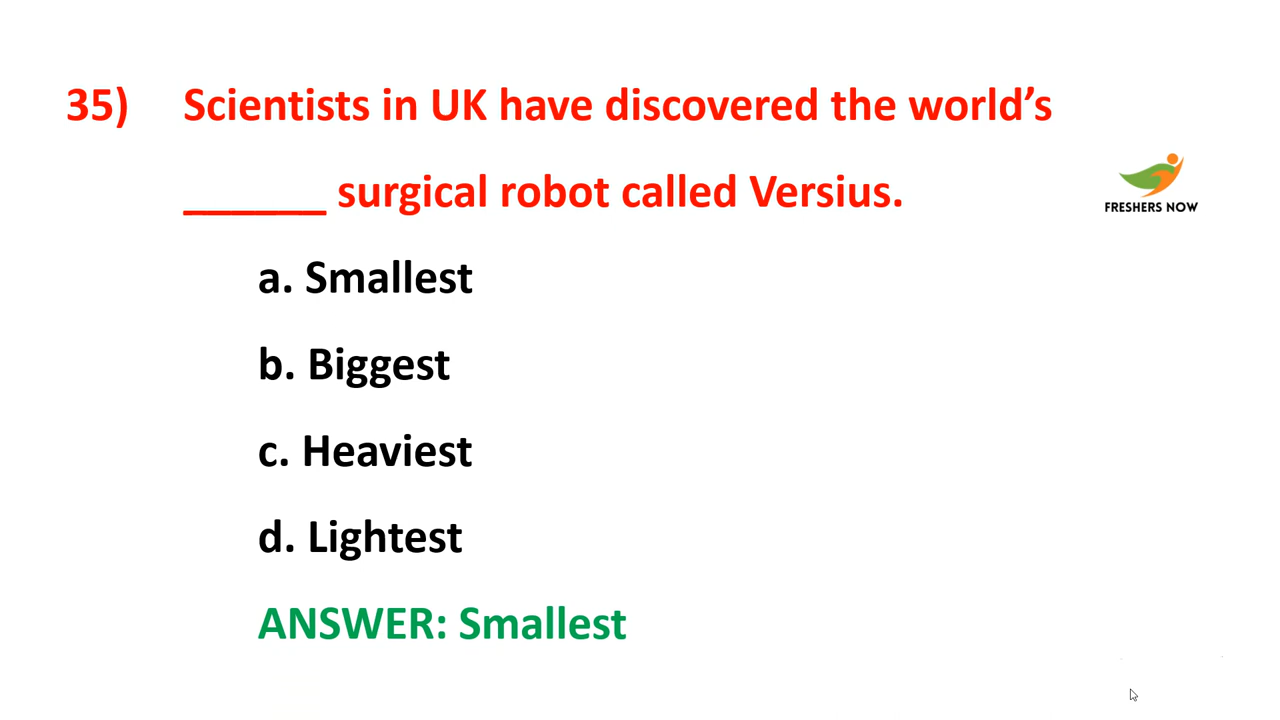 35) Scientists in UK have discovered the world’s
______ surgical robot called Versius.
FRESHERS NOW
a. Smallest
b. Biggest
c. Heaviest
d. Lightest
ANSWER: Smallest